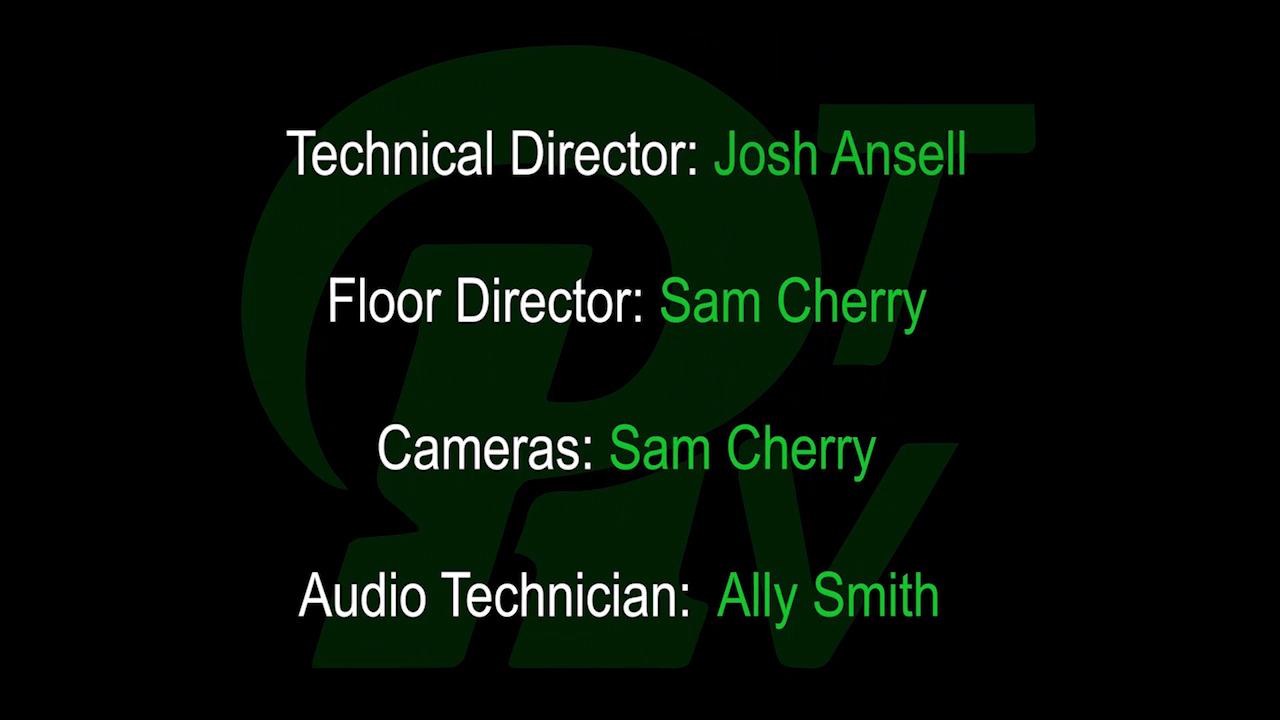 Technical Director: Josh Ansell
Floor Director: Sam Cherry
Cameras: Sam Cherry
Audio Technician: Ally Smith